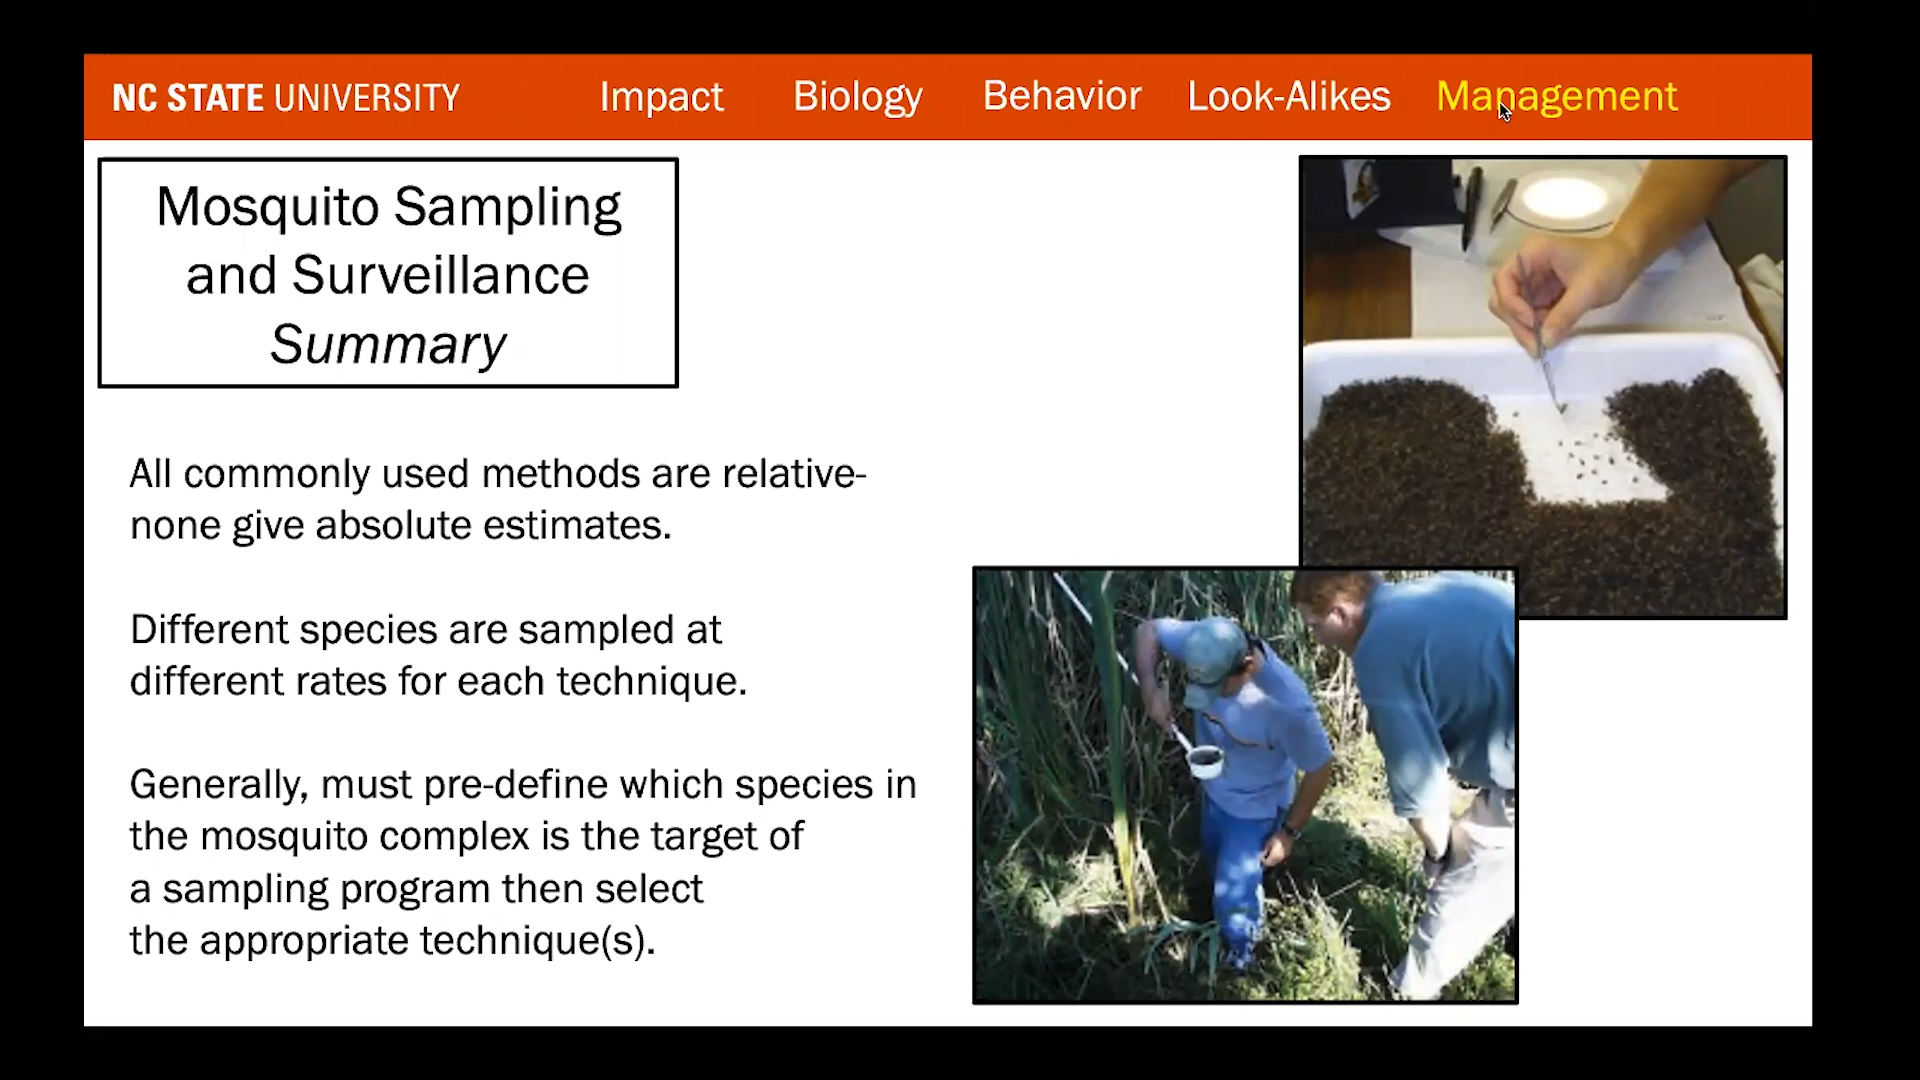 NC STATE UNIVERSITY Impact Biology Behavior Look-Alikes Management
Mosquito Sampling
and Surveillance
Summary
All commonly used methods are relative-
none give absolute estimates.
Different species are sampled at
different rates for each technique.
Generally, must pre-define which species in
the mosquito complex is the target of
a sampling program then select
the appropriate technique(s).